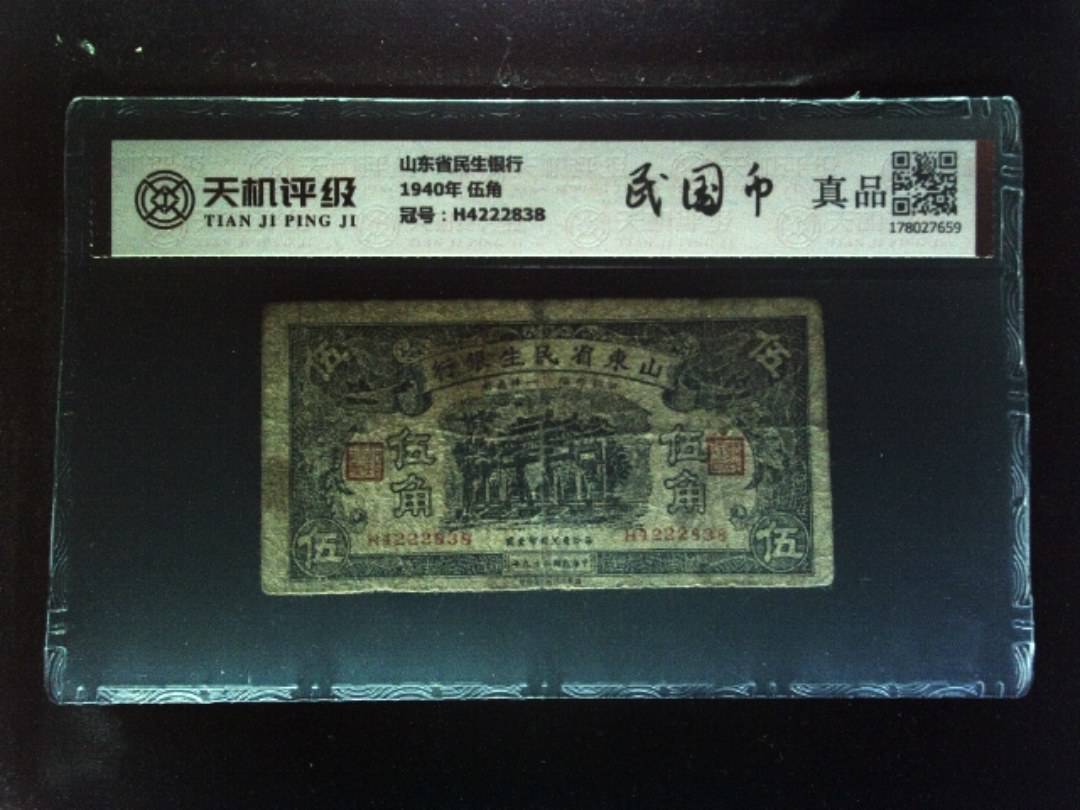 天机评级
TIAN JI PING JI
山东省民生银行
1940年 伍角
冠号：H4222838
民国币
真品
178027659
伍
伍
行銀生民省東山
伍角
伍角
H4222838
H4222838
伍
伍